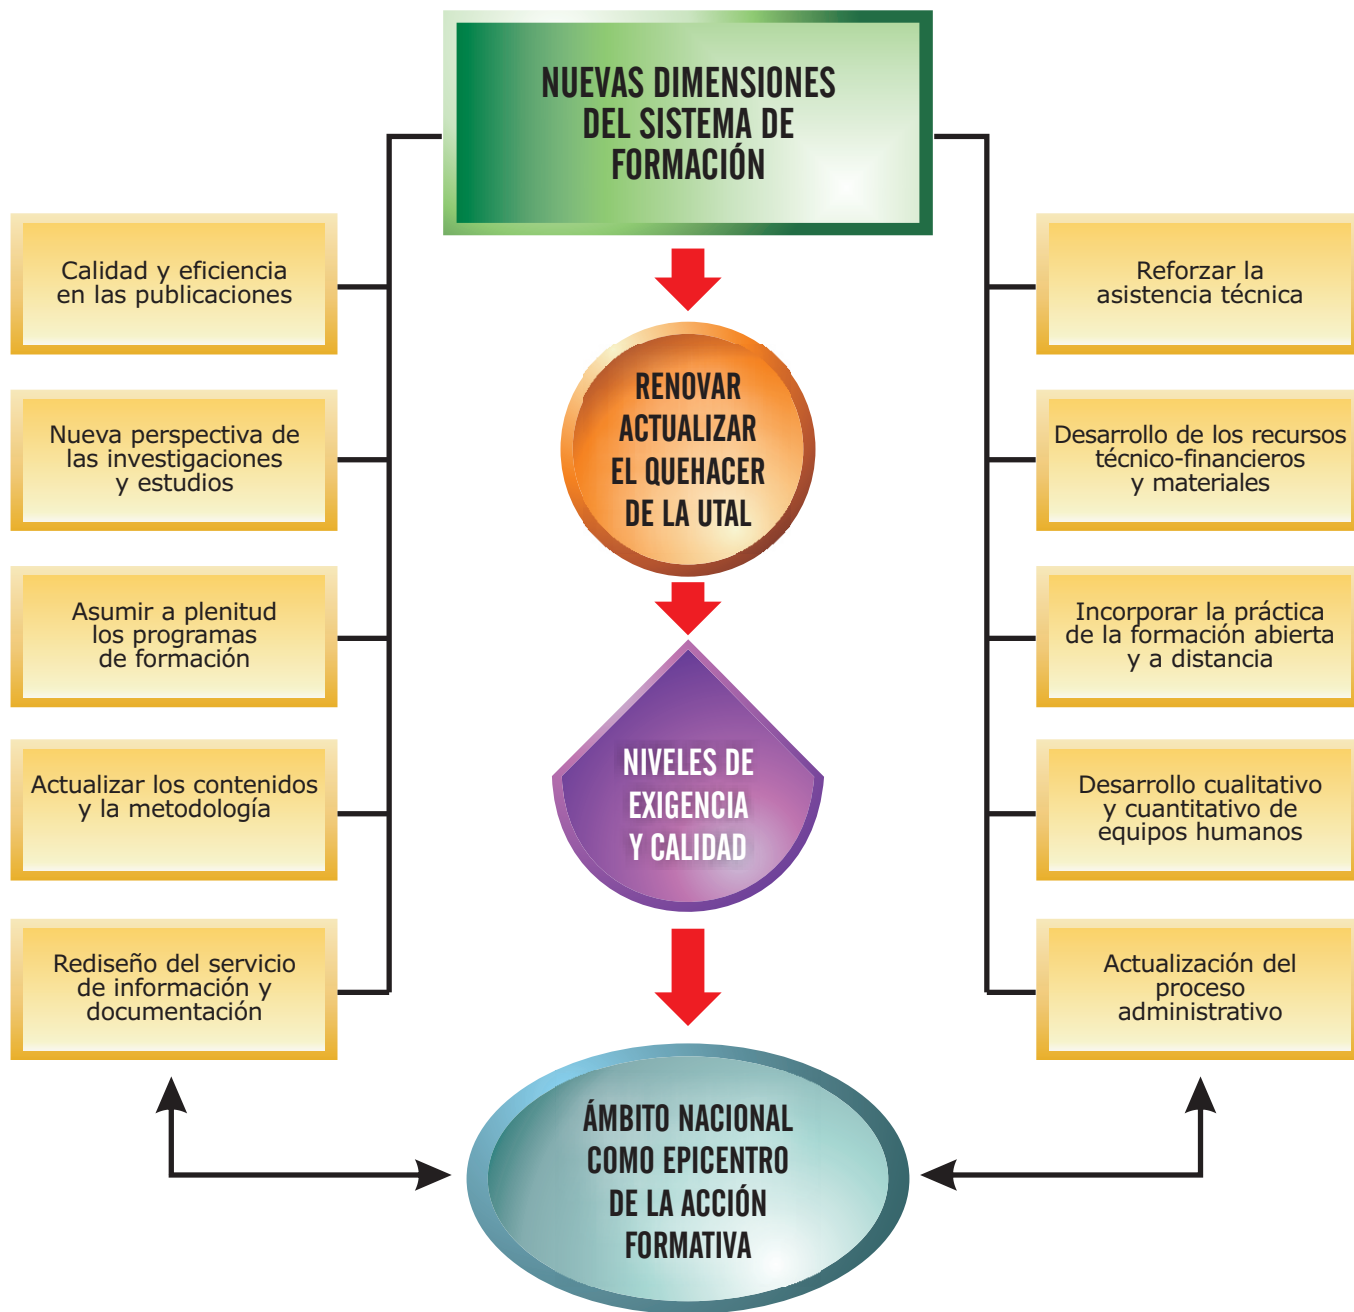 NUEVAS DIMENSIONES
DEL SISTEMA DE
FORMACIÓN
Calidad y eficiencia
en las publicaciones
Nueva perspectiva de
las investigaciones
y estudios
Asumir a plenitud
los programas
de formación
Actualizar los contenidos
y la metodología
Rediseño del servicio
de información y
documentación
RENOVAR
ACTUALIZAR
EL QUEHACER
DE LA UTAL
NIVELES DE
EXIGENCIA
Y CALIDAD
ÁMBITO NACIONAL
COMO EPICENTRO
DE LA ACCIÓN
FORMATIVA
Reforzar la
asistencia técnica
Desarrollo de los recursos
técnico-financieros
y materiales
Incorporar la práctica
de la formación abierta
y a distancia
Desarrollo cualitativo
y cuantitativo de
equipos humanos
Actualización del
proceso
administrativo